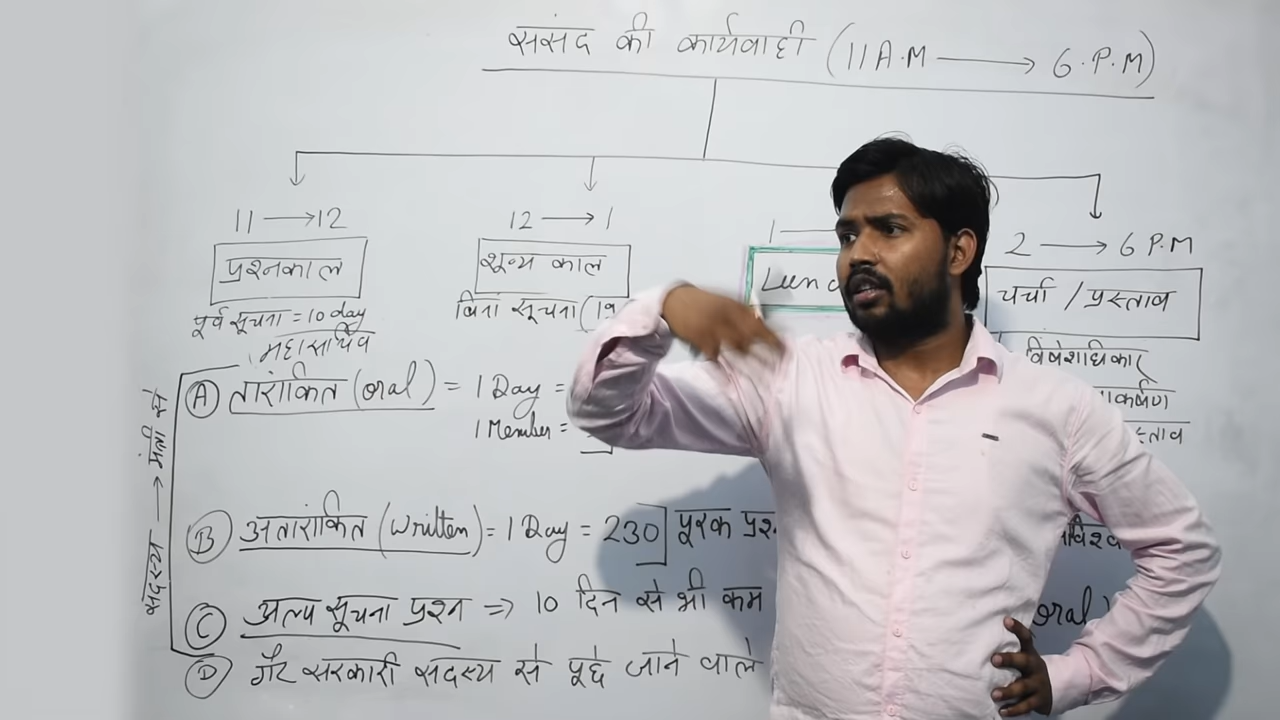 संसद की कार्यवाही (11 A.M → 6.P.M)
11 → 12
12 → 1
1
2 → 6 P.M
प्रश्नकाल
शून्य काल
चर्चा / प्रस्ताव
पूर्व सूचना = 10 day
महासचिव
बिना सूचना (19
विशेषाधिकार
A तारांकित (oral) = 1 Day =
1 Member =
B अतारांकित (written) = 1 Day = 230 पूरक
C अल्प सूचना प्रश्न ⇒ 10 दिन से भी कम
oral)
D गैर सरकारी सदस्य से पूछे जाने वाले
सदस्य → मंत्री से